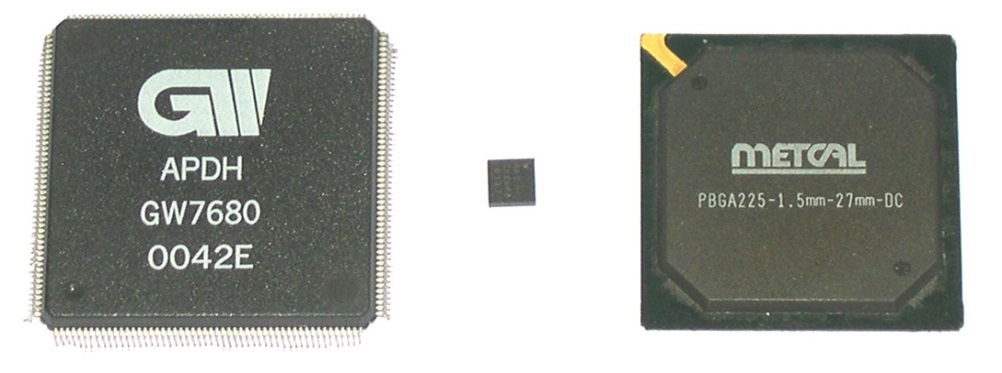 GW
APDH
GW7680
0042E
METCAL
PBGA225-1.5mm-27mm-DC